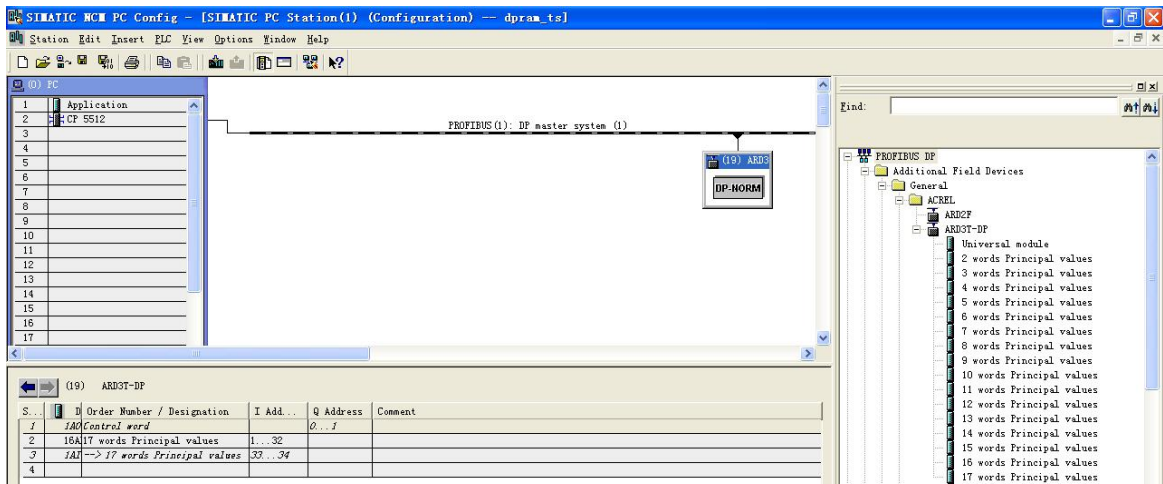 SIMATIC NCM PC Config - [SIMATIC PC Station(1) (Configuration) -- dpram_ts]
Station Edit Insert PLC View Options Window Help
(0) PC
1 Application
2 CP 5512
3
4
5
6
7
8
9
10
11
12
13
14
15
16
17
PROFIBUS(1): DP master system (1)
(19) ARD3
DP-NORM
Find:
PROFIBUS DP
Additional Field Devices
General
ACREL
ARD2F
ARD3T-DP
Universal module
2 words Principal values
3 words Principal values
4 words Principal values
5 words Principal values
6 words Principal values
7 words Principal values
8 words Principal values
9 words Principal values
10 words Principal values
11 words Principal values
12 words Principal values
13 words Principal values
14 words Principal values
15 words Principal values
16 words Principal values
17 words Principal values
(19) ARD3T-DP
S... D Order Number / Designation I Add... Q Address Comment
1 1AO Control word 0...1
2 16A 17 words Principal values 1...32
3 1AI --> 17 words Principal values 33...34
4